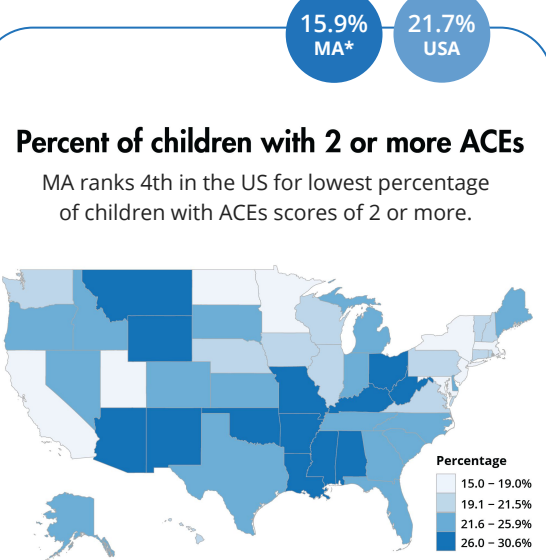 15.9%
MA*
21.7%
USA
Percent of children with 2 or more ACEs
MA ranks 4th in the US for lowest percentage
of children with ACEs scores of 2 or more.
Percentage
15.0 – 19.0%
19.1 – 21.5%
21.6 – 25.9%
26.0 – 30.6%